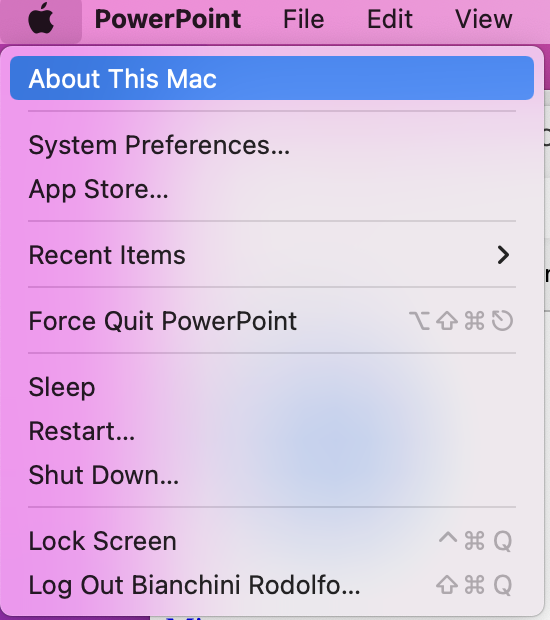 PowerPoint File Edit View
About This Mac
System Preferences...
App Store...
Recent Items
Force Quit PowerPoint ⌥⇧⌘⎋
Sleep
Restart...
Shut Down...
Lock Screen ^⌘Q
Log Out Bianchini Rodolfo... ⇧⌘Q